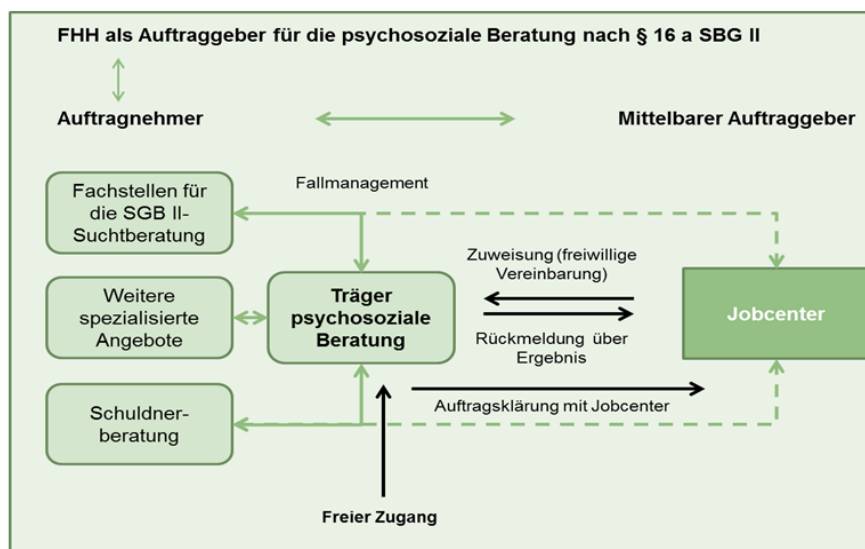 FHH als Auftraggeber für die psychosoziale Beratung nach § 16 a SBG II
Auftragnehmer
Mittelbarer Auftraggeber
Fachstellen für
die SGB II-
Suchtberatung
Fallmanagement
Zuweisung (freiwillige
Vereinbarung)
Weitere
spezialisierte
Angebote
Träger
psychosoziale
Beratung
Jobcenter
Rückmeldung über
Ergebnis
Schuldner-
beratung
Auftragsklärung mit Jobcenter
Freier Zugang